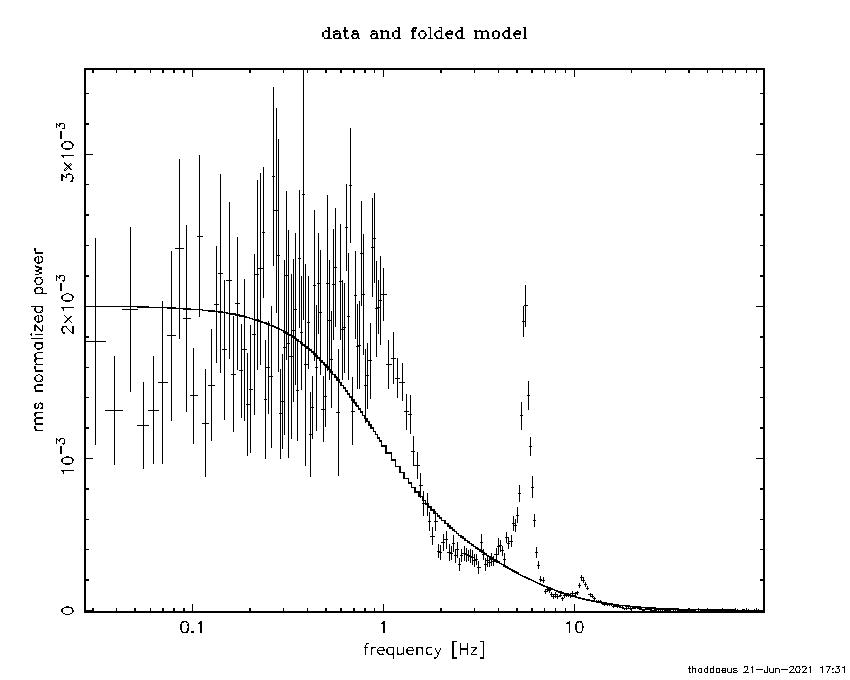 data and folded model
rms normalized power
3×10⁻³
2×10⁻³
10⁻³
0
0.1 1 10
frequency [Hz]
thoddaeus 21-Jun-2021 17:31